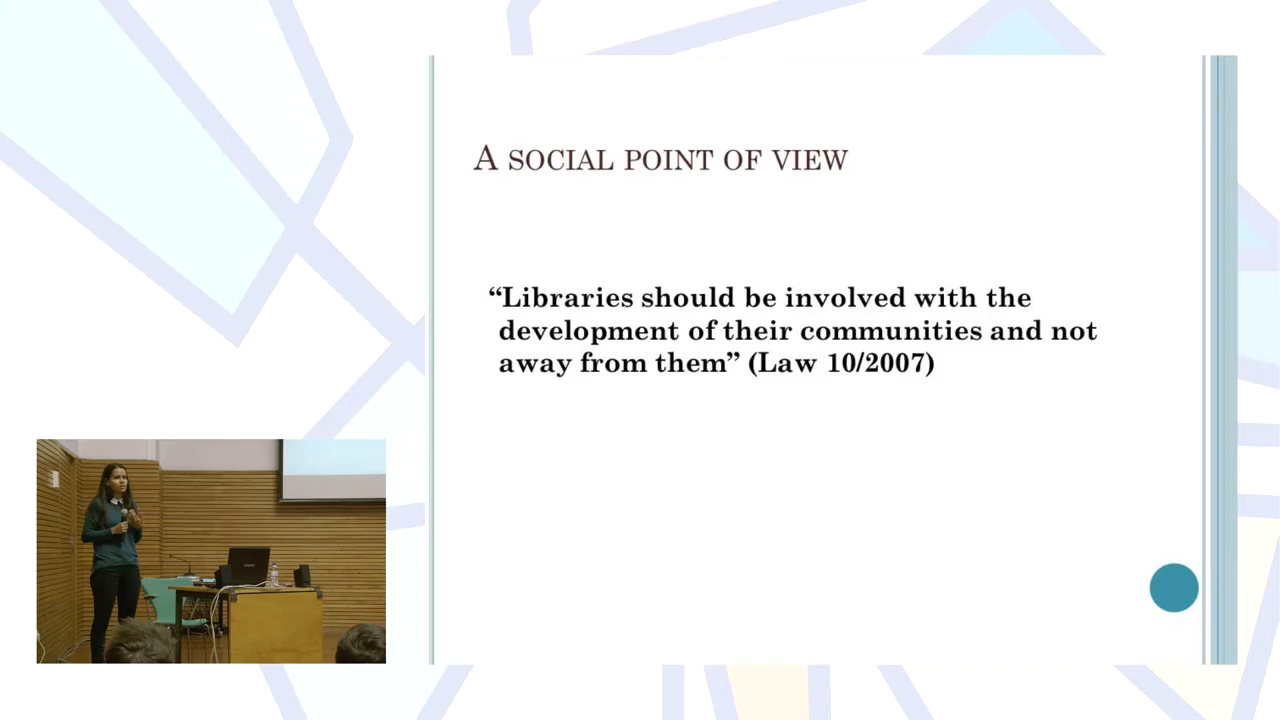 A SOCIAL POINT OF VIEW
“Libraries should be involved with the
development of their communities and not
away from them” (Law 10/2007)